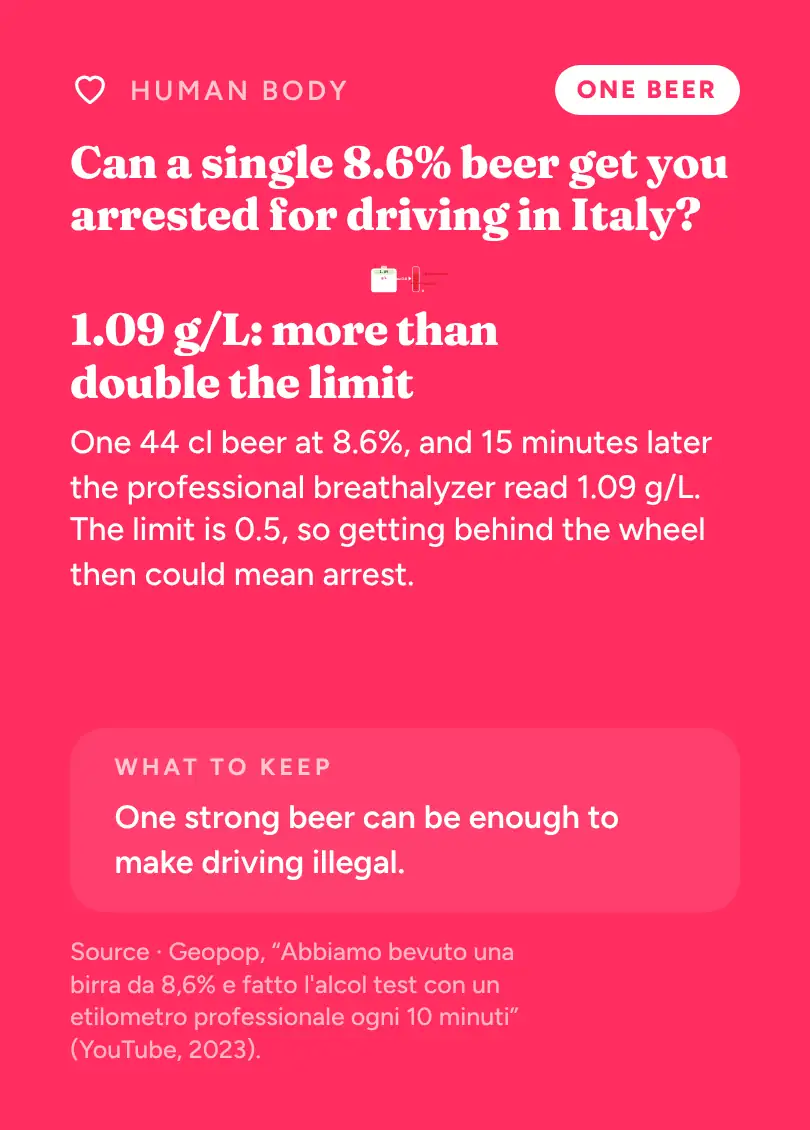 HUMAN BODY
ONE BEER
Can a single 8.6% beer get you
arrested for driving in Italy?
1.09 g/L: more than
double the limit
One 44 cl beer at 8.6%, and 15 minutes later
the professional breathalyzer read 1.09 g/L.
The limit is 0.5, so getting behind the wheel
then could mean arrest.
WHAT TO KEEP
One strong beer can be enough to
make driving illegal.
Source · Geopop, “Abbiamo bevuto una
birra da 8,6% e fatto l'alcol test con un
etilometro professionale ogni 10 minuti”
(YouTube, 2023).